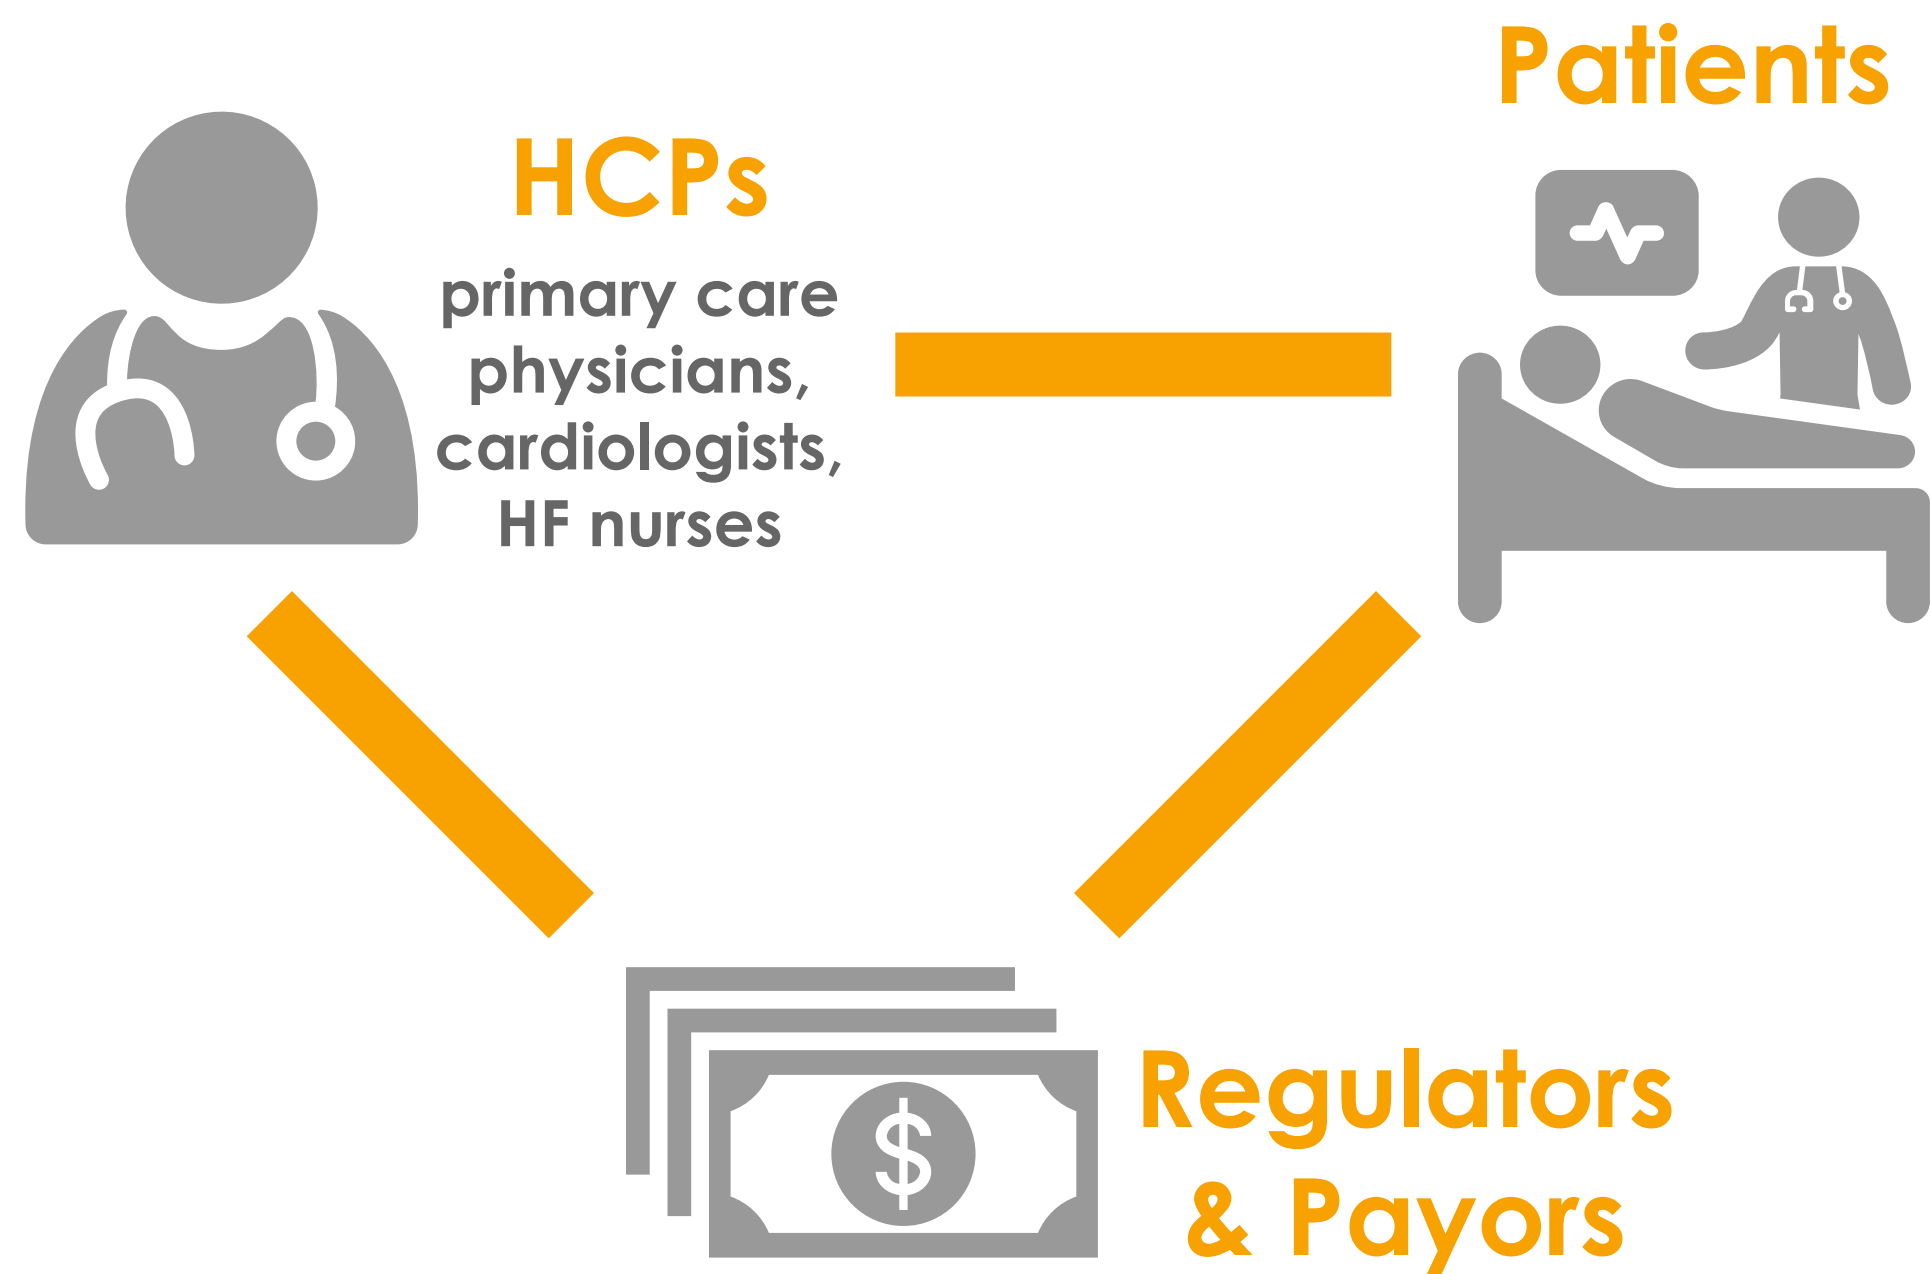 Patients
HCPs
primary care
physicians,
cardiologists,
HF nurses
$
Regulators
& Payors